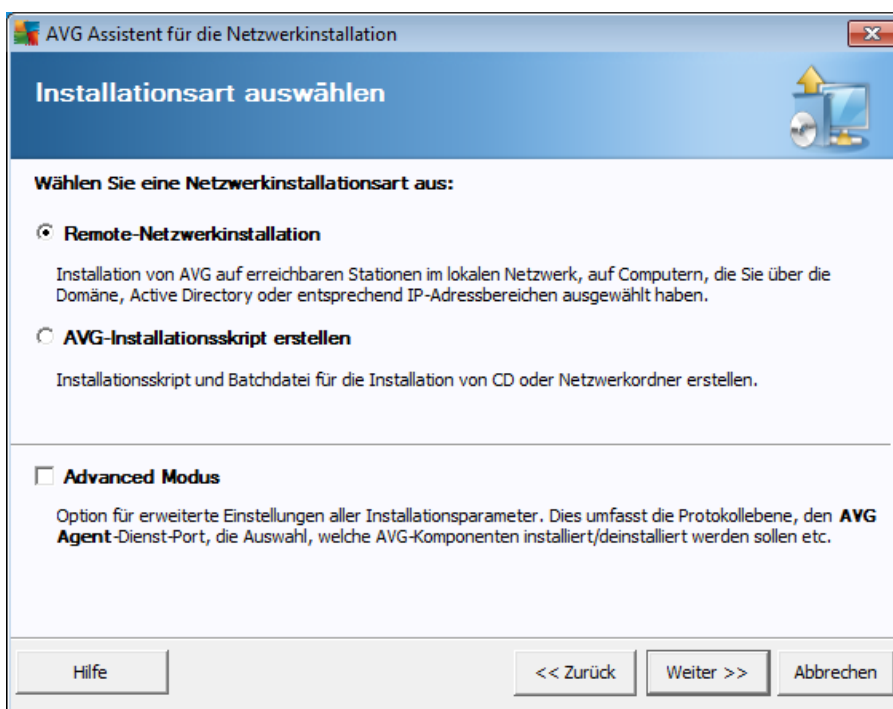 AVG Assistent für die Netzwerkinstallation
Installationsart auswählen
Wählen Sie eine Netzwerkinstallationsart aus:
Remote-Netzwerkinstallation
Installation von AVG auf erreichbaren Stationen im lokalen Netzwerk, auf Computern, die Sie über die
Domäne, Active Directory oder entsprechend IP-Adressbereichen ausgewählt haben.
AVG-Installationsskript erstellen
Installationsskript und Batchdatei für die Installation von CD oder Netzwerkordner erstellen.
Advanced Modus
Option für erweiterte Einstellungen aller Installationsparameter. Dies umfasst die Protokollebene, den AVG
Agent-Dienst-Port, die Auswahl, welche AVG-Komponenten installiert/deinstalliert werden sollen etc.
Hilfe
<< Zurück
Weiter >>
Abbrechen